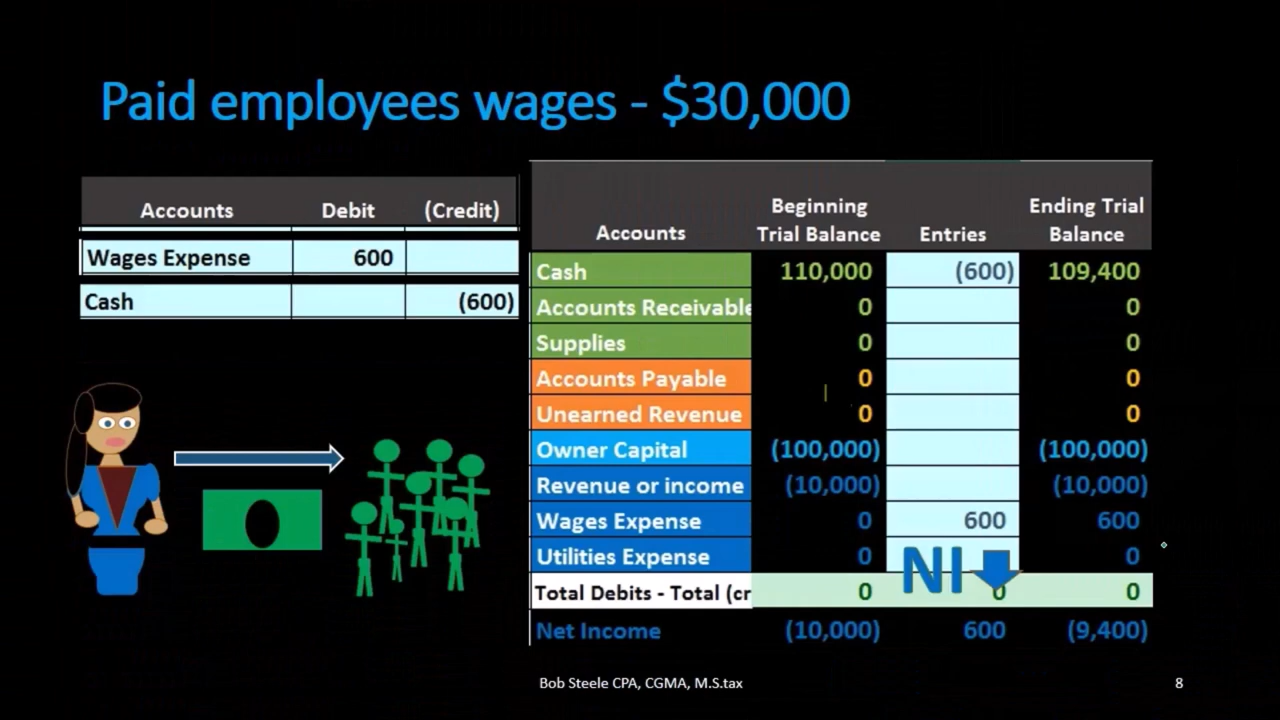 Paid employees wages - $30,000
Accounts Debit (Credit)
Wages Expense 600
Cash (600)
Accounts Beginning Trial Balance Entries Ending Trial Balance
Cash 110,000 (600) 109,400
Accounts Receivable 0 0
Supplies 0 0
Accounts Payable 0 0
Unearned Revenue 0 0
Owner Capital (100,000) (100,000)
Revenue or income (10,000) (10,000)
Wages Expense 0 600 600
Utilities Expense 0 0
NI
Total Debits - Total (cr 0 0 0
Net Income (10,000) 600 (9,400)
Bob Steele CPA, CGMA, M.S.tax
8